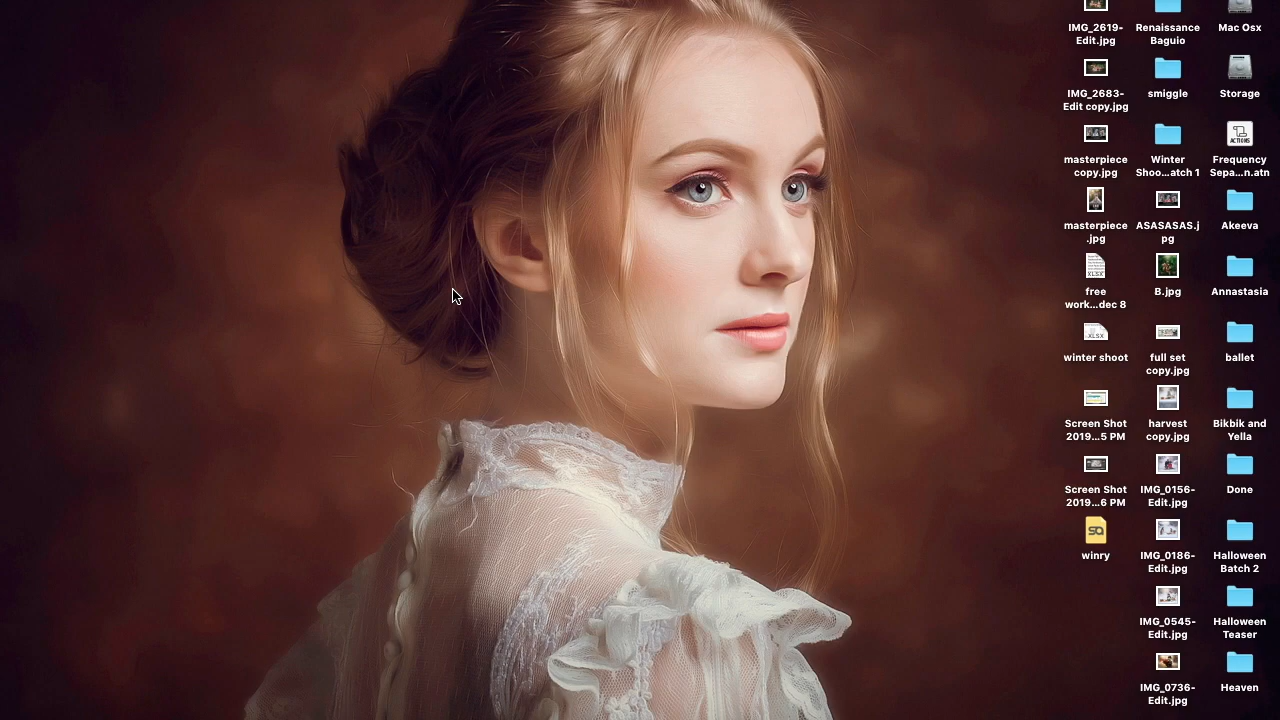 IMG_2619-
Edit.jpg
Renaissance
Baguio
Mac Osx
IMG_2683-
Edit copy.jpg
smiggle
Storage
masterpiece
copy.jpg
Winter
Shoo...atch 1
ACTIONS
Frequency
Sepa...n.atn
masterpiece
.jpg
ASASASAS.j
pg
Akeeva
XLSX
free
work...dec 8
B.jpg
Annastasia
XLSX
winter shoot
full set
copy.jpg
ballet
Screen Shot
2019...5 PM
harvest
copy.jpg
Bikbik and
Yella
Screen Shot
2019...6 PM
IMG_0156-
Edit.jpg
Done
sa
winry
IMG_0186-
Edit.jpg
Halloween
Batch 2
IMG_0545-
Edit.jpg
Halloween
Teaser
IMG_0736-
Edit.jpg
Heaven